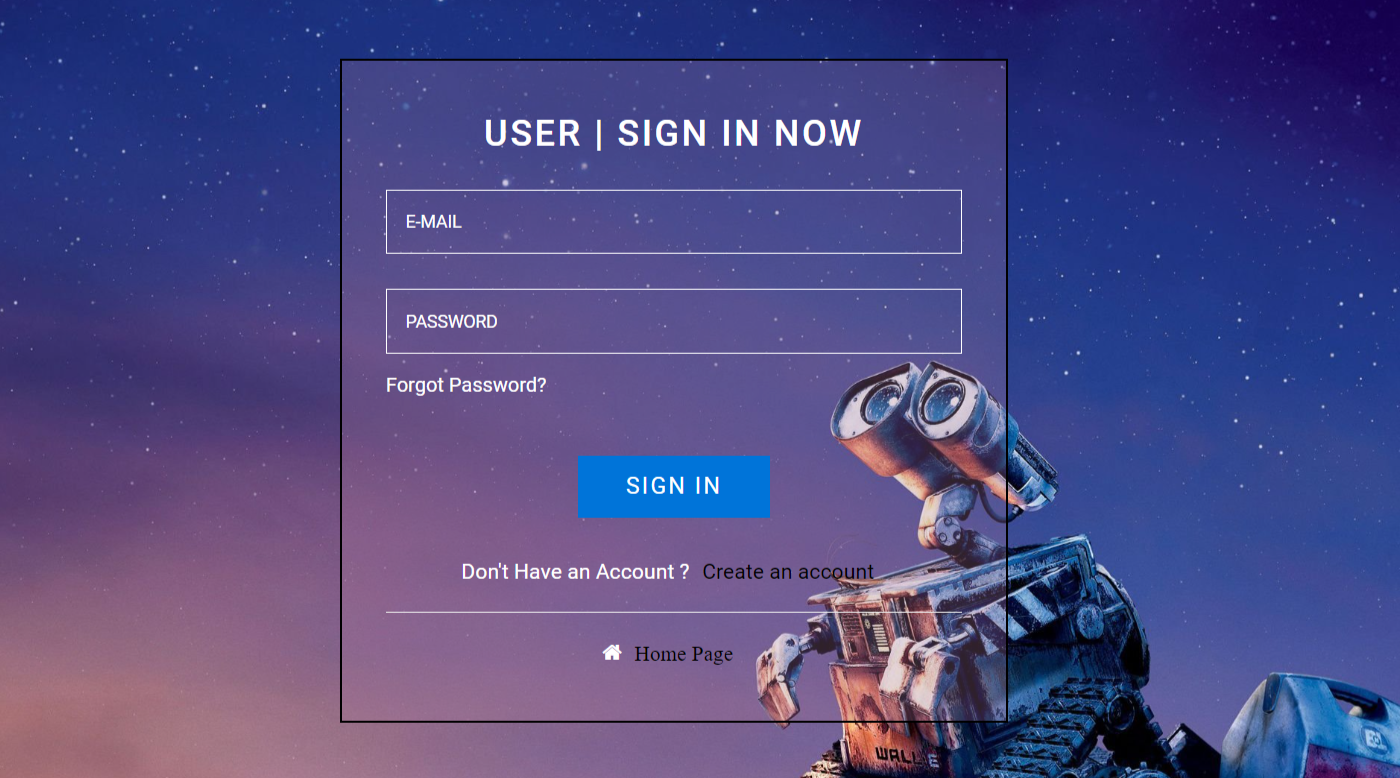 USER | SIGN IN NOW
E-MAIL
PASSWORD
Forgot Password?
SIGN IN
Don't Have an Account ? Create an account
Home Page
WALL·E